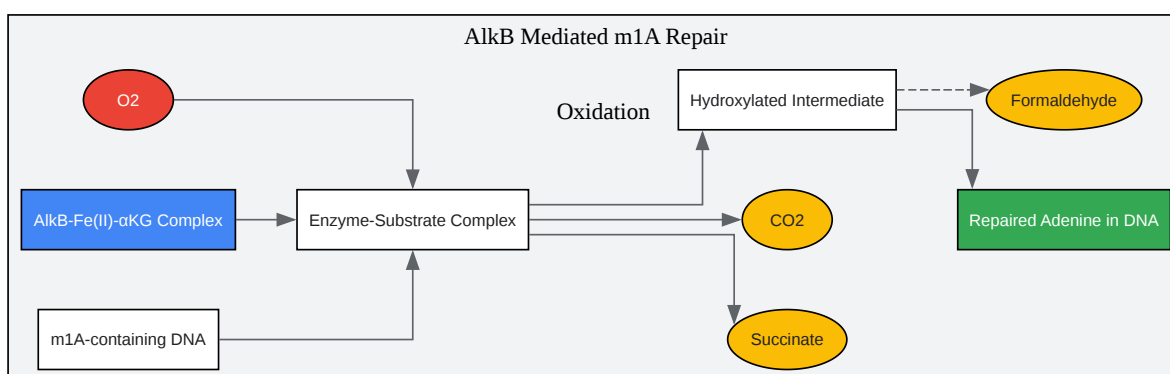 AlkB Mediated m1A Repair
O2
Oxidation
Hydroxylated Intermediate
Formaldehyde
AlkB-Fe(II)-αKG Complex
Enzyme-Substrate Complex
CO2
Repaired Adenine in DNA
m1A-containing DNA
Succinate